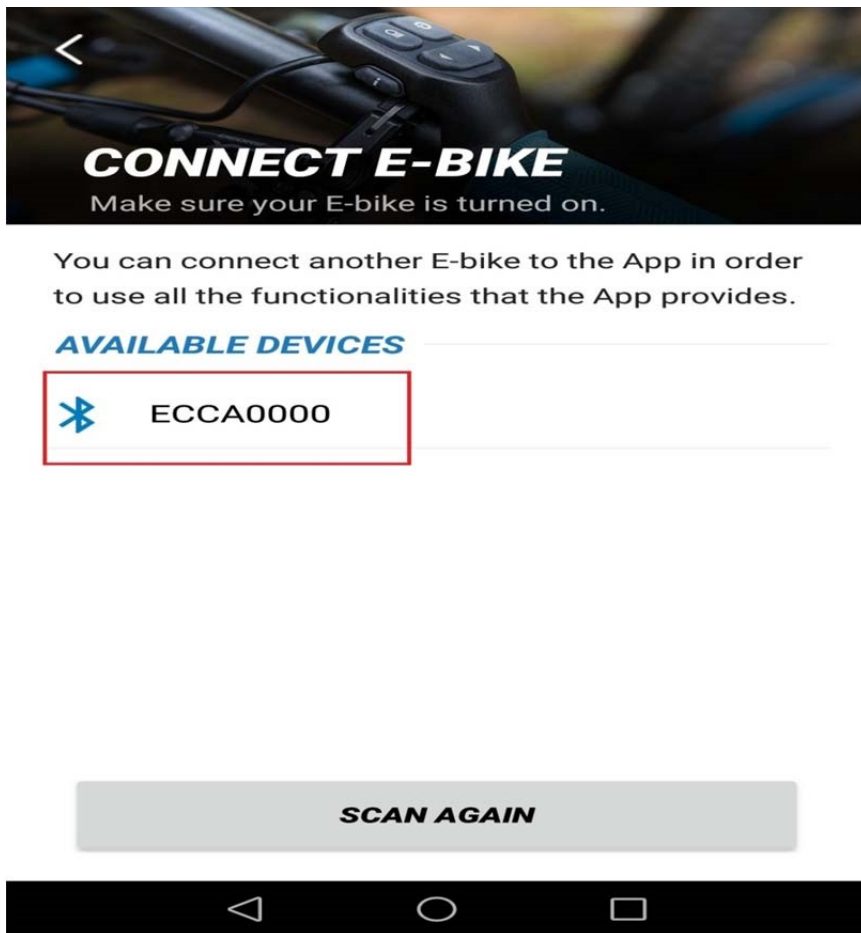 CONNECT E-BIKE
Make sure your E-bike is turned on.
You can connect another E-bike to the App in order
to use all the functionalities that the App provides.
AVAILABLE DEVICES
ECCA0000
SCAN AGAIN